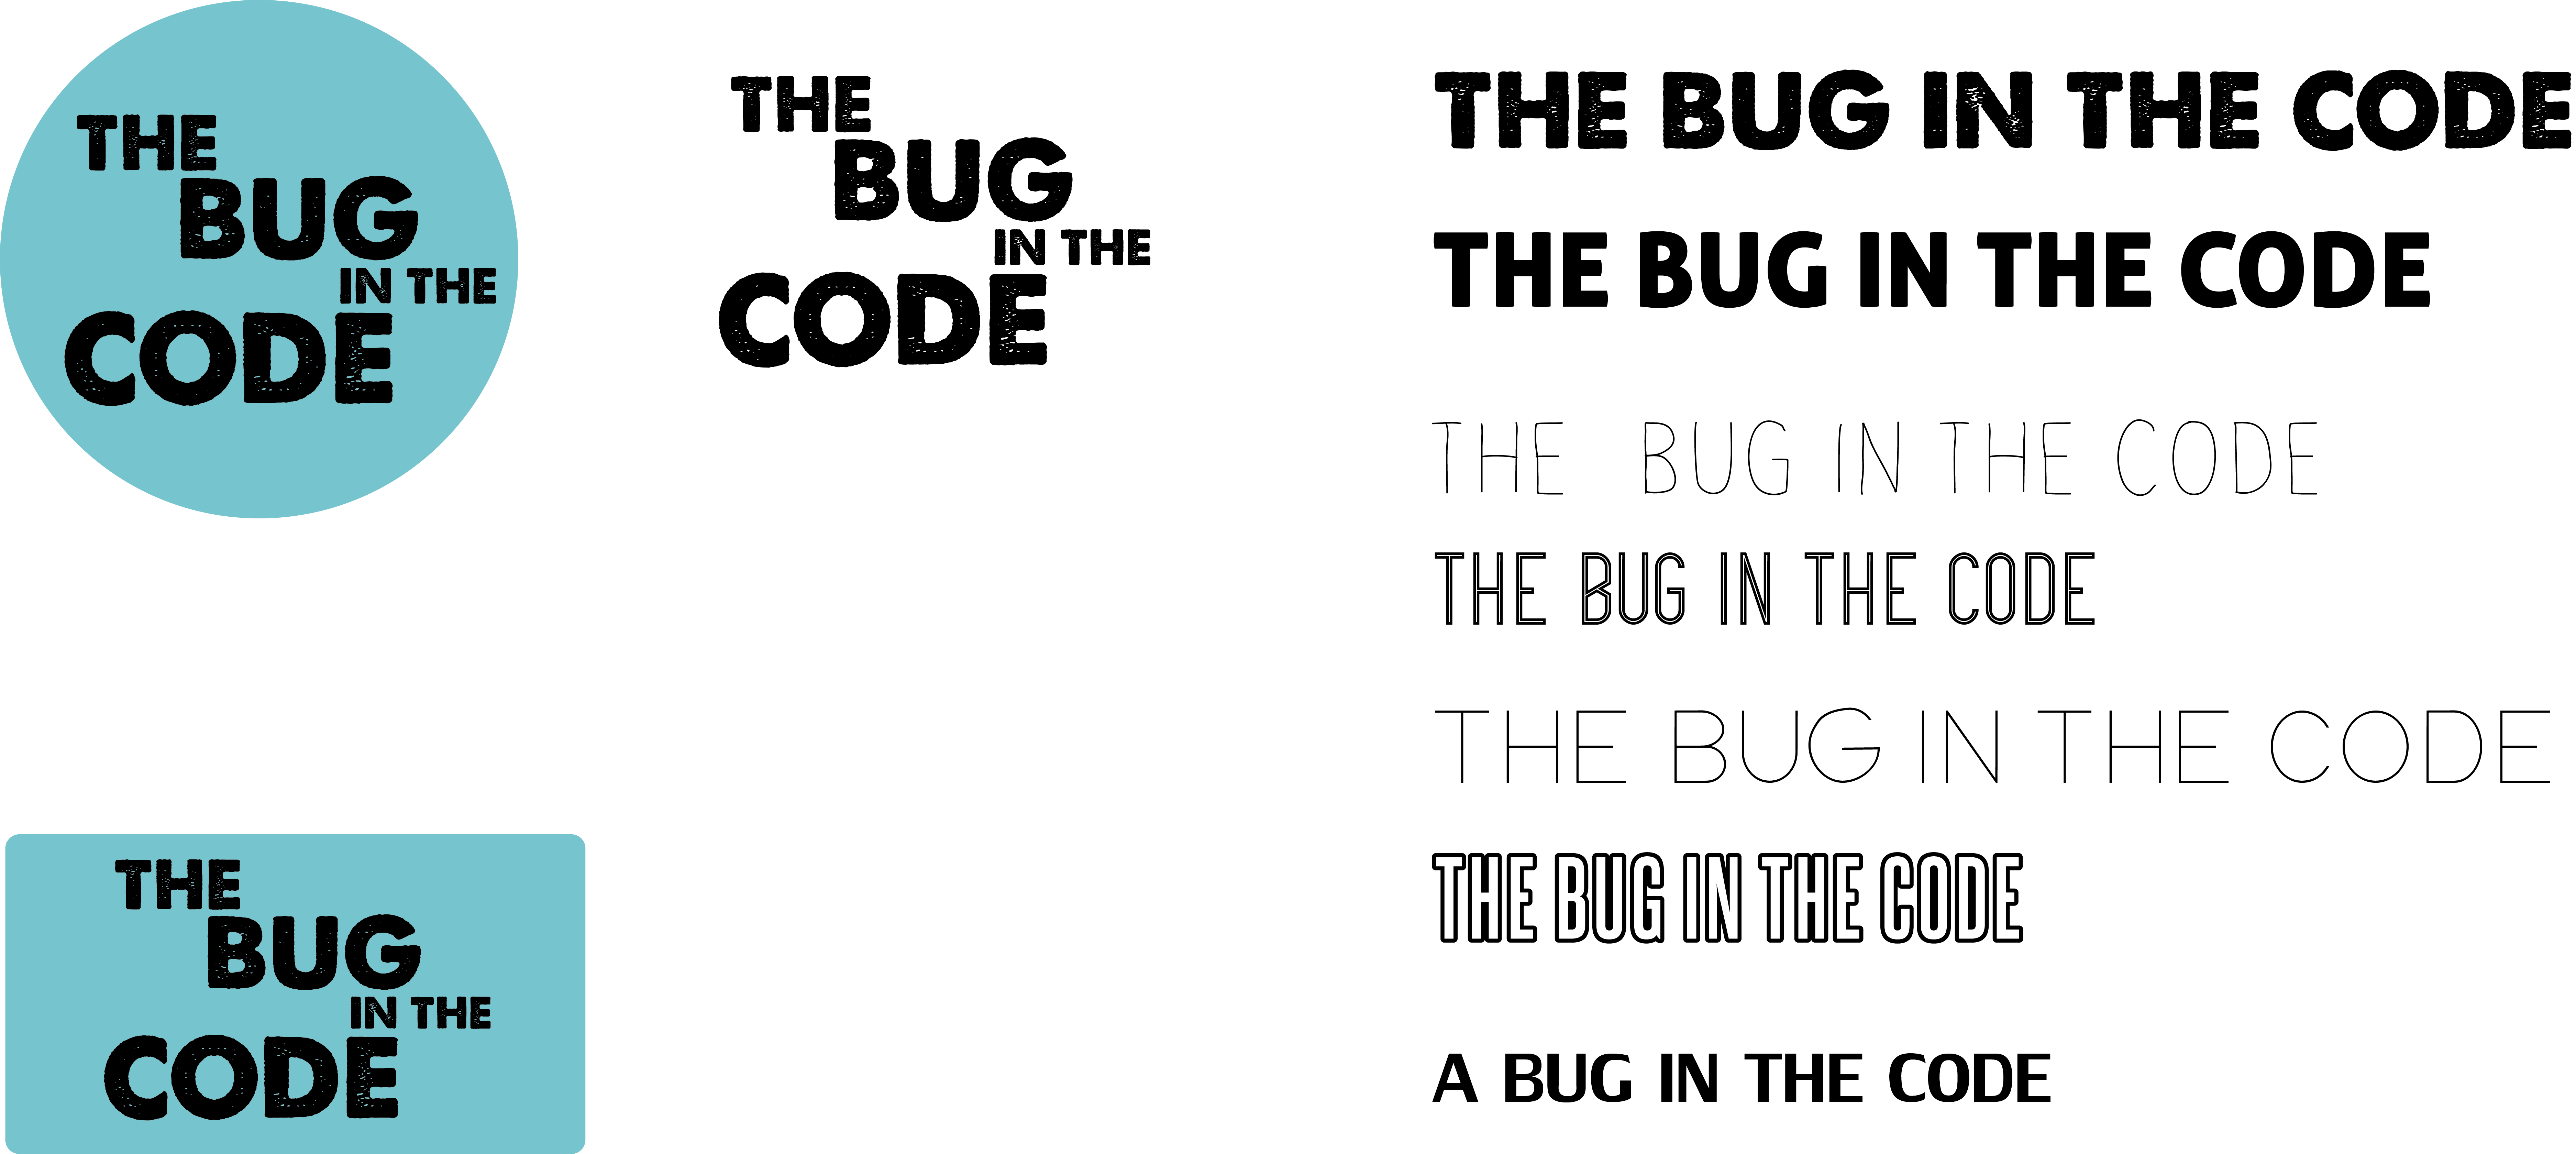 THE
BUG
IN THE
CODE
THE
BUG
IN THE
CODE
THE BUG IN THE CODE
THE BUG IN THE CODE
THE BUG IN THE CODE
THE BUG IN THE CODE
THE BUG IN THE CODE
THE BUG IN THE CODE
A BUG IN THE CODE
THE
BUG
IN THE
CODE